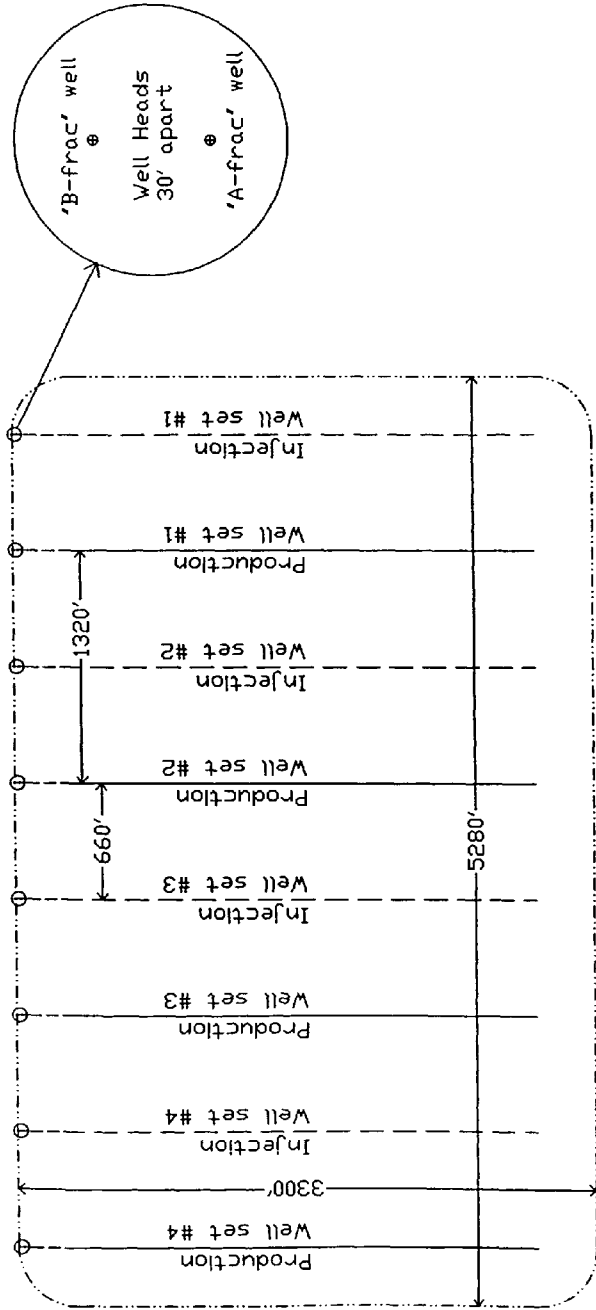 'B-frac' well
Well Heads
30' apart
'A-frac' well
Injection
Well set #1
Production
Well set #1
1320'
Injection
Well set #2
Production
Well set #2
660'
Injection
Well set #3
5280'
Production
Well set #3
Injection
Well set #4
3300'
Production
Well set #4